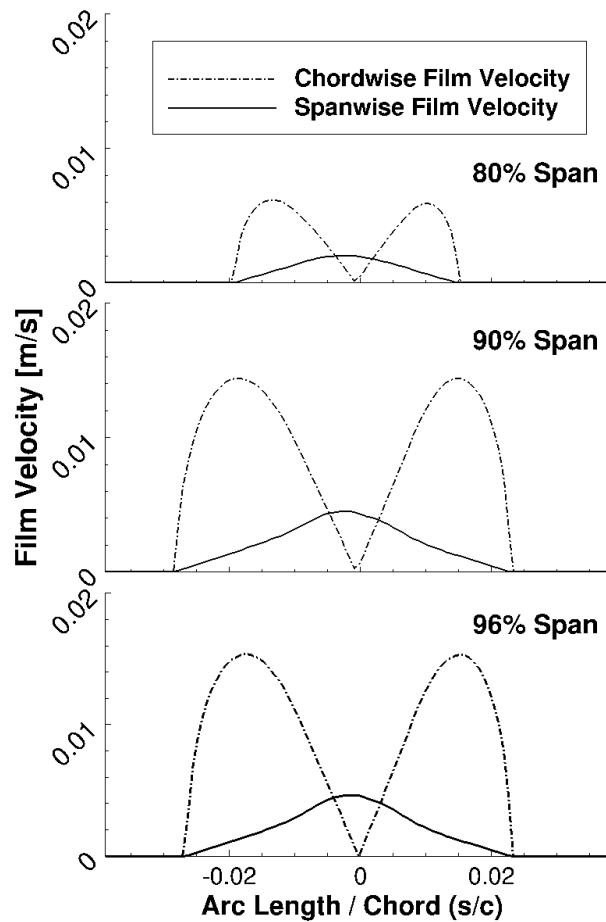 0.02
Chordwise Film Velocity
Spanwise Film Velocity
0.01
80% Span
0
0.02
90% Span
Film Velocity [m/s]
0.01
0
0.02
96% Span
0.01
0
-0.02 0 0.02
Arc Length / Chord (s/c)